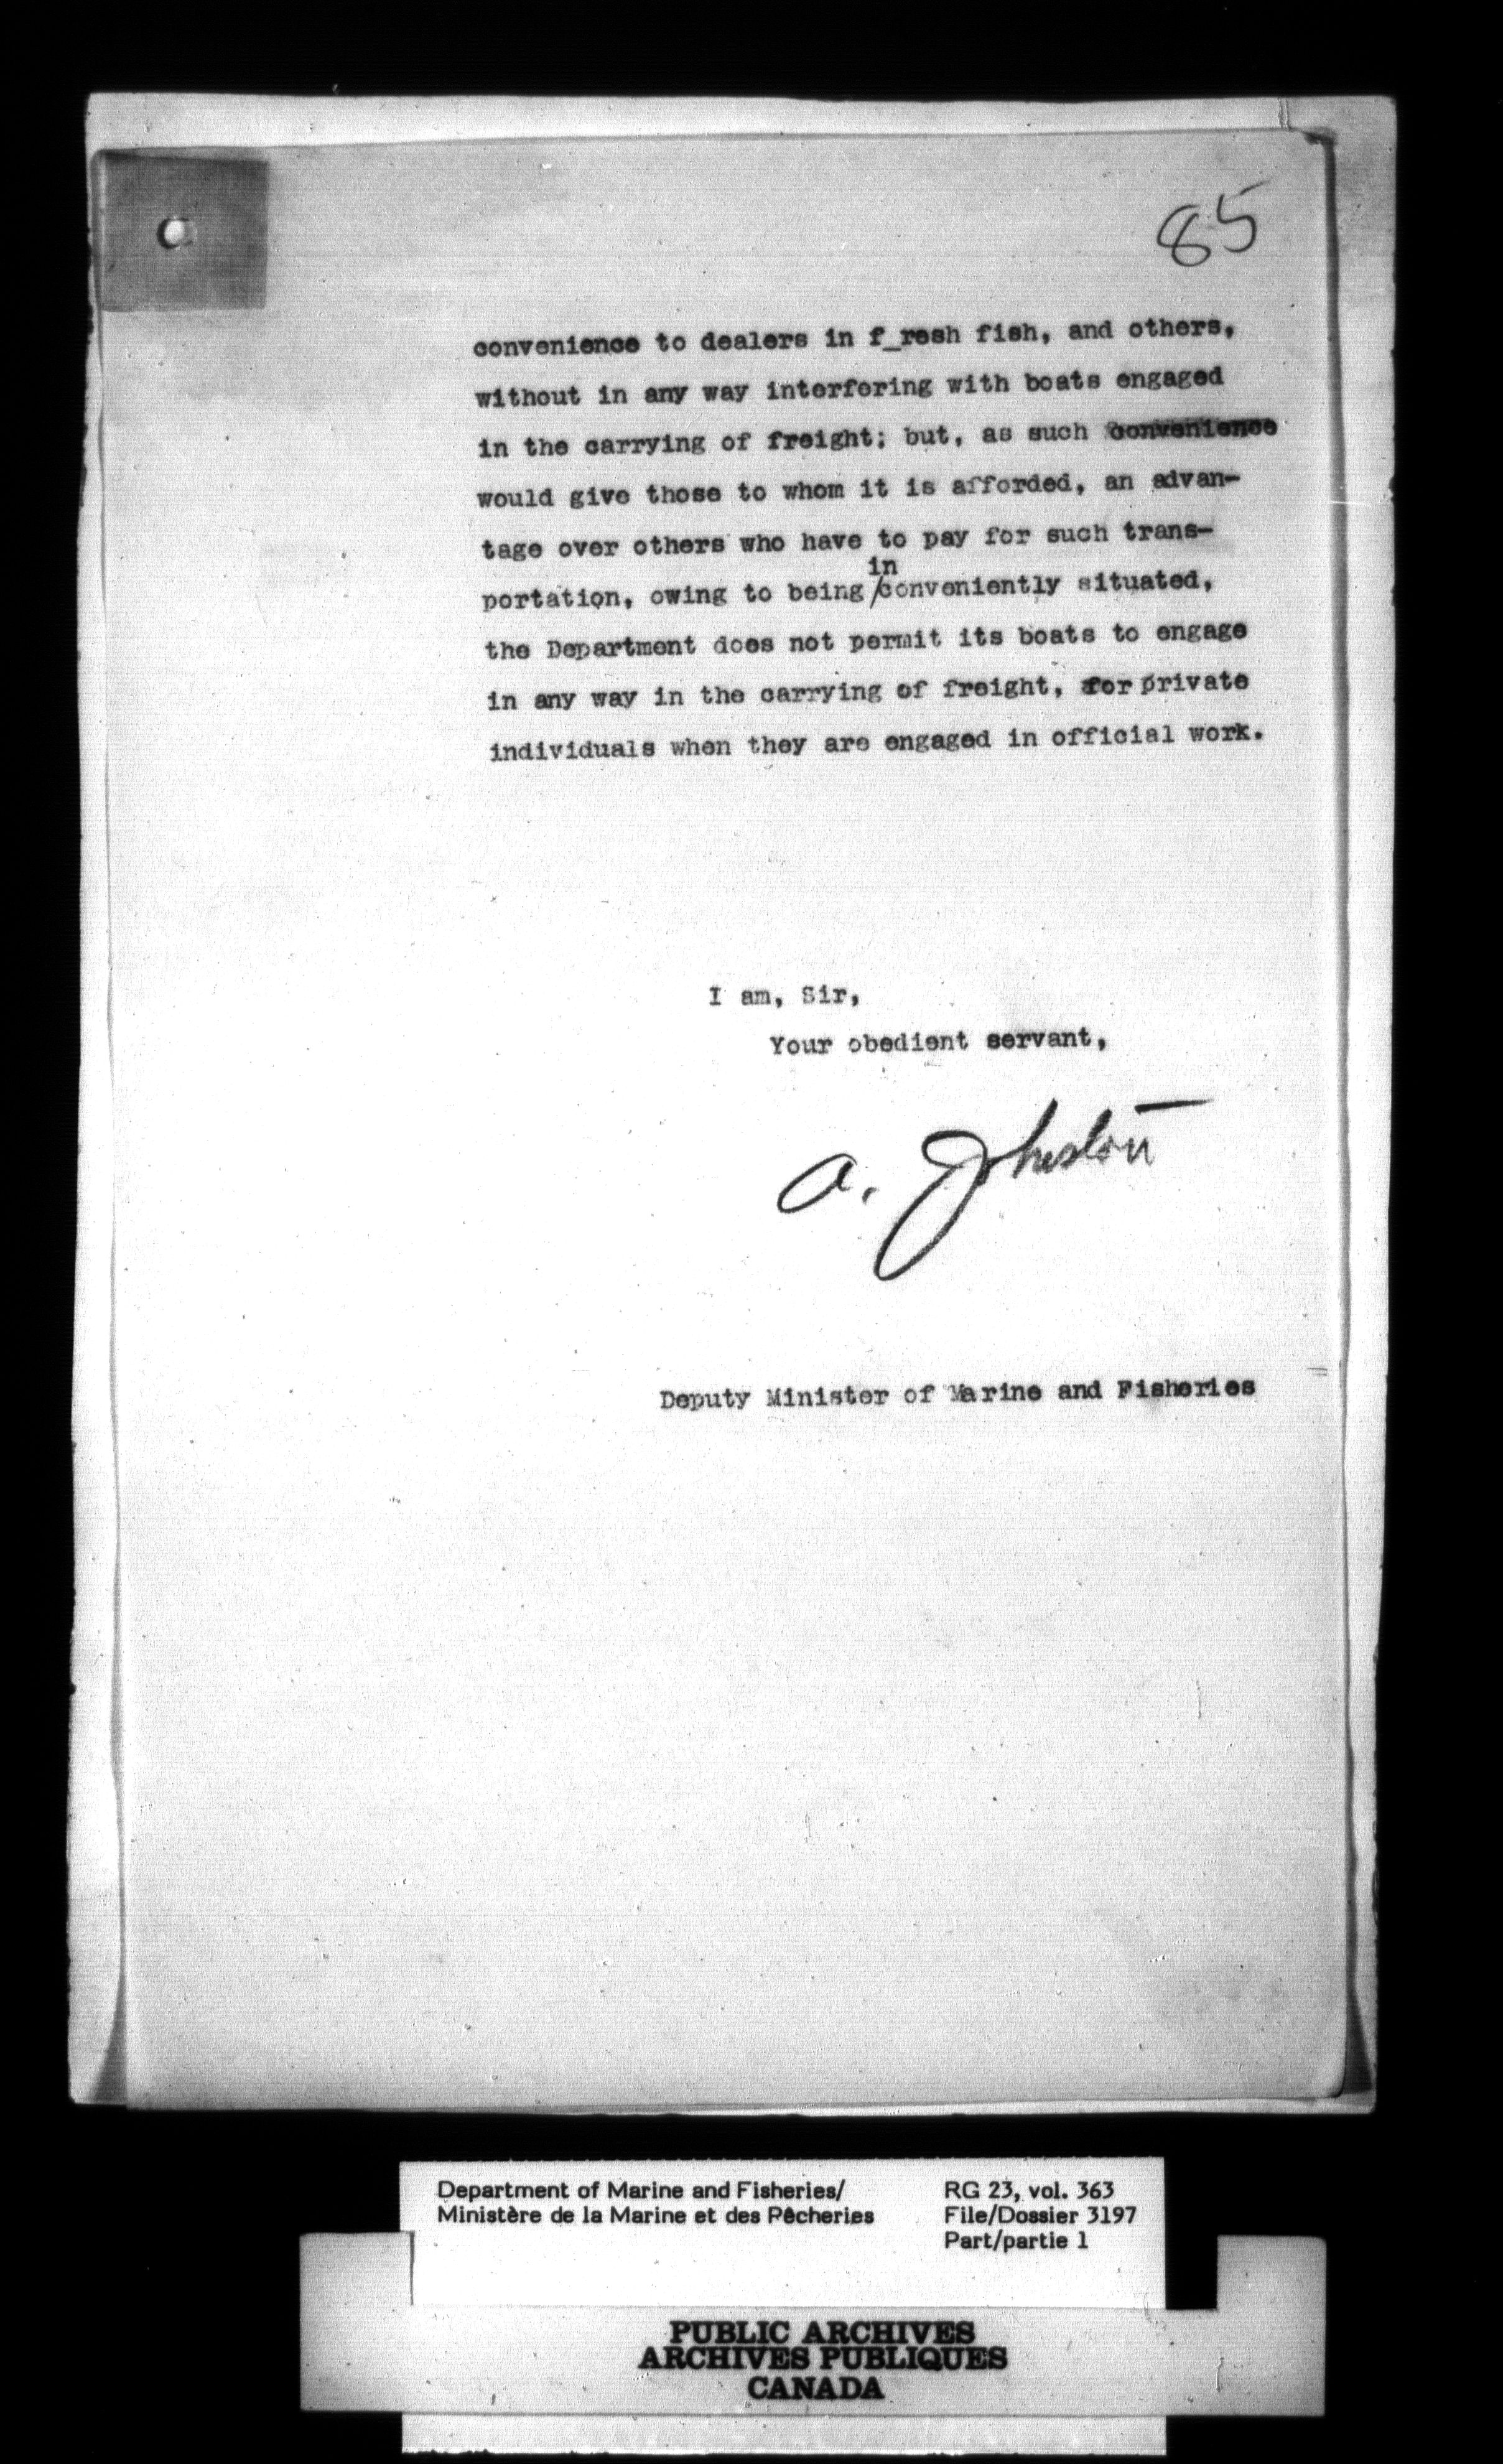 85
convenience to dealers in f_resh fish, and others,
without in any way interfering with boats engaged
in the carrying of freight; but, as such convenience
would give those to whom it is afforded, an advan-
tage over others who have to pay for such trans-
in
portation, owing to being /conveniently situated,
the Department does not permit its boats to engage
in any way in the carrying of freight, for private
individuals when they are engaged in official work.
I am, Sir,
Your obedient servant,
A. Johnston
Deputy Minister of Marine and Fisheries
Department of Marine and Fisheries/ RG 23, vol. 363
Ministère de la Marine et des Pêcheries File/Dossier 3197
Part/partie 1
PUBLIC ARCHIVES
ARCHIVES PUBLIQUES
CANADA